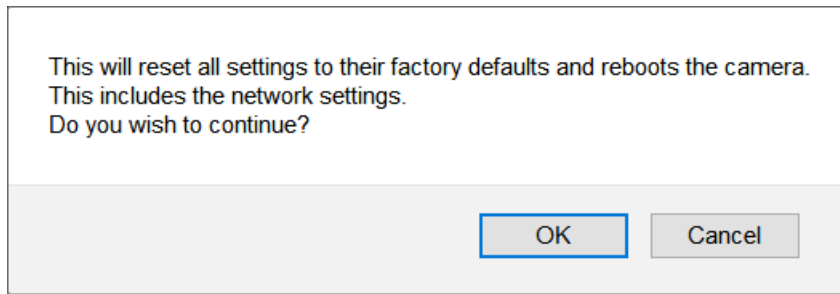 This will reset all settings to their factory defaults and reboots the camera.
This includes the network settings.
Do you wish to continue?
OK
Cancel